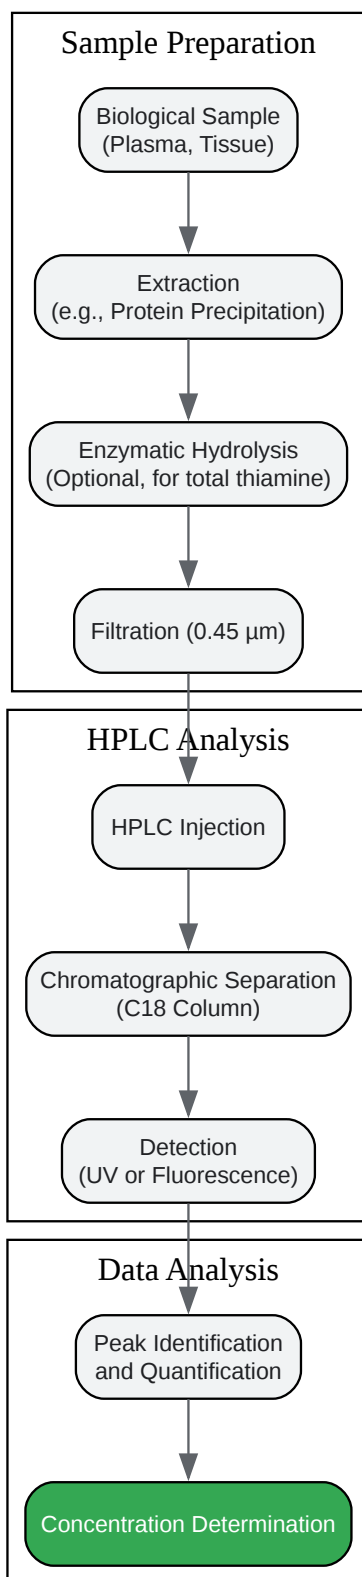 Sample Preparation
Biological Sample
(Plasma, Tissue)
Extraction
(e.g., Protein Precipitation)
Enzymatic Hydrolysis
(Optional, for total thiamine)
Filtration (0.45 µm)
HPLC Analysis
HPLC Injection
Chromatographic Separation
(C18 Column)
Detection
(UV or Fluorescence)
Data Analysis
Peak Identification
and Quantification
Concentration Determination